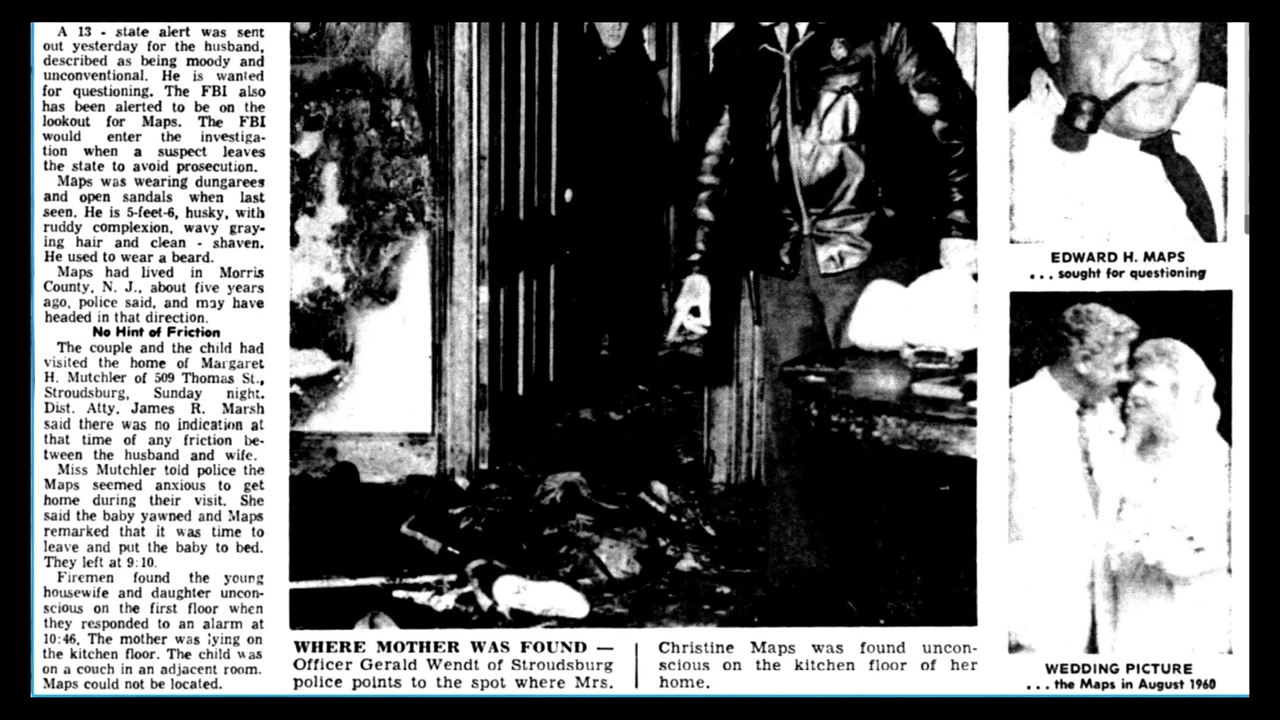 A 13 - state alert was sent
out yesterday for the husband,
described as being moody and
unconventional. He is wanted
for questioning. The FBI also
has been alerted to be on the
lookout for Maps. The FBI
would enter the investiga-
tion when a suspect leaves
the state to avoid prosecution.
Maps was wearing dungarees
and open sandals when last
seen. He is 5-feet-6, husky, with
ruddy complexion, wavy gray-
ing hair and clean - shaven.
He used to wear a beard.
Maps had lived in Morris
County, N. J., about five years
ago, police said, and may have
headed in that direction.
No Hint of Friction
The couple and the child had
visited the home of Margaret
H. Mutchler of 509 Thomas St.,
Stroudsburg, Sunday night.
Dist. Atty. James R. Marsh
said there was no indication at
that time of any friction be-
tween the husband and wife.
Miss Mutchler told police the
Maps seemed anxious to get
home during their visit. She
said the baby yawned and Maps
remarked that it was time to
leave and put the baby to bed.
They left at 9:10.
Firemen found the young
housewife and daughter uncon-
scious on the first floor when
they responded to an alarm at
10:46. The mother was lying on
the kitchen floor. The child was
on a couch in an adjacent room.
Maps could not be located.
WHERE MOTHER WAS FOUND —
Officer Gerald Wendt of Stroudsburg
police points to the spot where Mrs.
Christine Maps was found uncon-
scious on the kitchen floor of her
home.
EDWARD H. MAPS
... sought for questioning
WEDDING PICTURE
... the Maps in August 1960